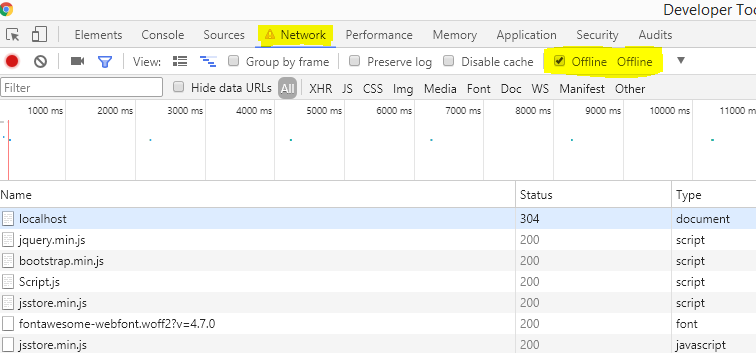 Developer Too
Elements Console Sources Network Performance Memory Application Security Audits
View: Group by frame Preserve log Disable cache Offline Offline
Filter Hide data URLs All XHR JS CSS Img Media Font Doc WS Manifest Other
1000 ms 2000 ms 3000 ms 4000 ms 5000 ms 6000 ms 7000 ms 8000 ms 9000 ms 10000 ms 11000 ms
Name Status Type
localhost 304 document
jquery.min.js 200 script
bootstrap.min.js 200 script
Script.js 200 script
jsstore.min.js 200 script
fontawesome-webfont.woff2?v=4.7.0 200 font
jsstore.min.js 200 javascript